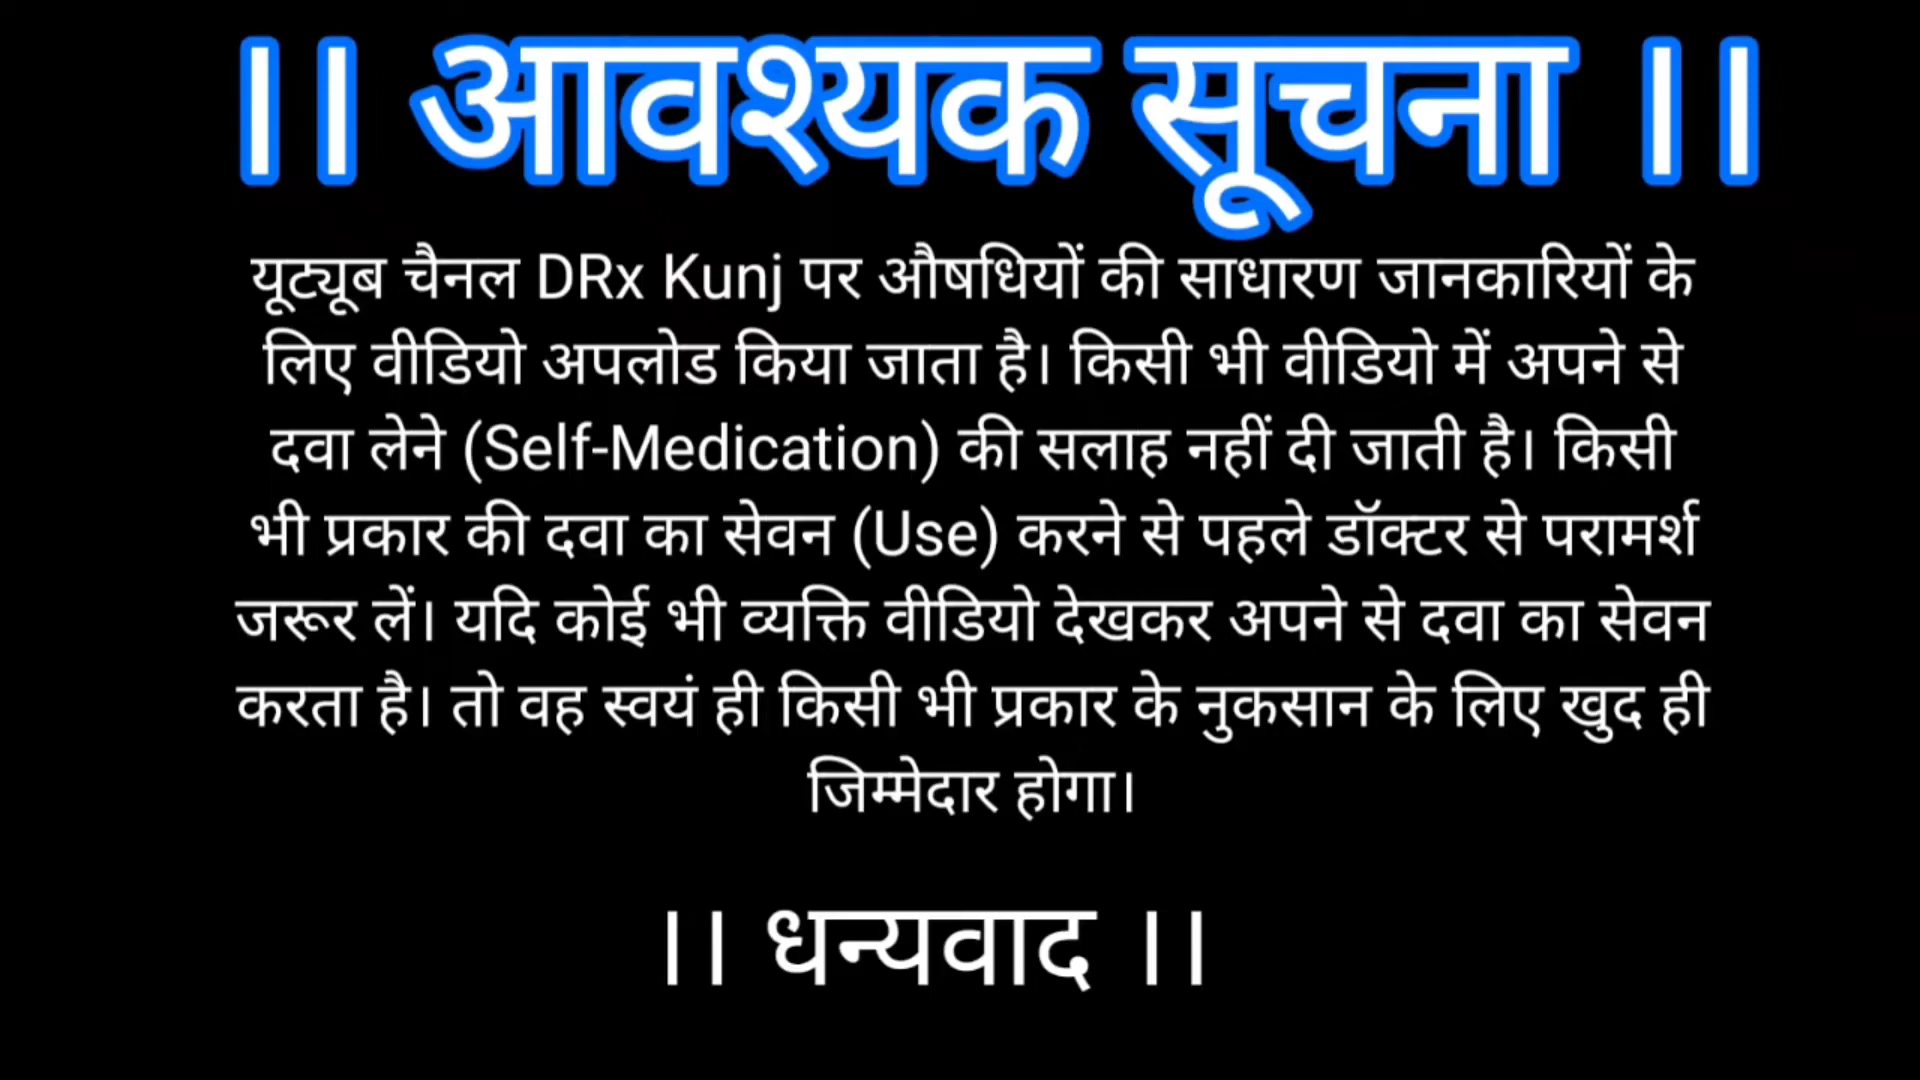 ।। आवश्यक सूचना ।।
यूट्यूब चैनल DRx Kunj पर औषधियों की साधारण जानकारियों के
लिए वीडियो अपलोड किया जाता है। किसी भी वीडियो में अपने से
दवा लेने (Self-Medication) की सलाह नहीं दी जाती है। किसी
भी प्रकार की दवा का सेवन (Use) करने से पहले डॉक्टर से परामर्श
जरूर लें। यदि कोई भी व्यक्ति वीडियो देखकर अपने से दवा का सेवन
करता है। तो वह स्वयं ही किसी भी प्रकार के नुकसान के लिए खुद ही
जिम्मेदार होगा।
।। धन्यवाद ।।